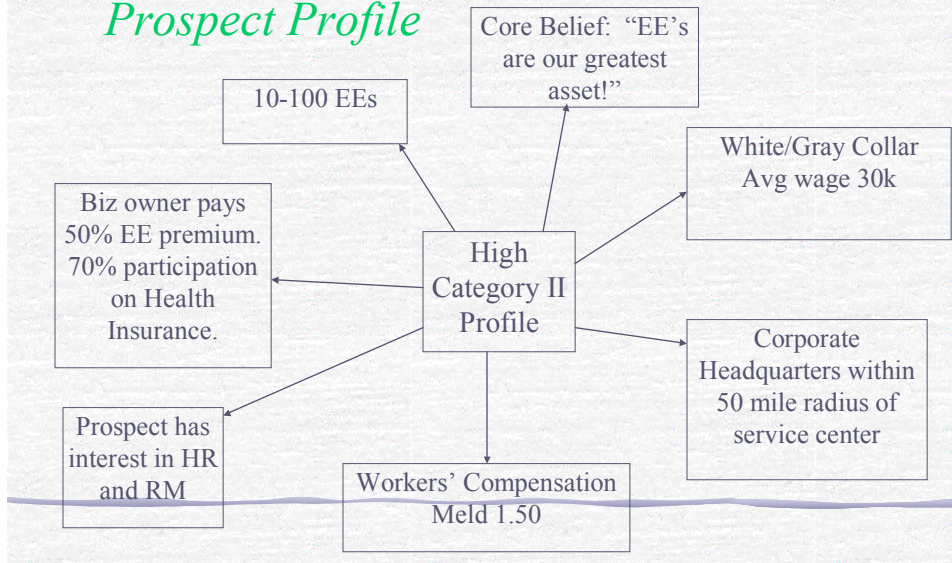 Prospect Profile
Core Belief: “EE’s
are our greatest
asset!”
10-100 EEs
White/Gray Collar
Avg wage 30k
Biz owner pays
50% EE premium.
70% participation
on Health
Insurance.
High
Category II
Profile
Corporate
Headquarters within
50 mile radius of
service center
Prospect has
interest in HR
and RM
Workers’ Compensation
Meld 1.50